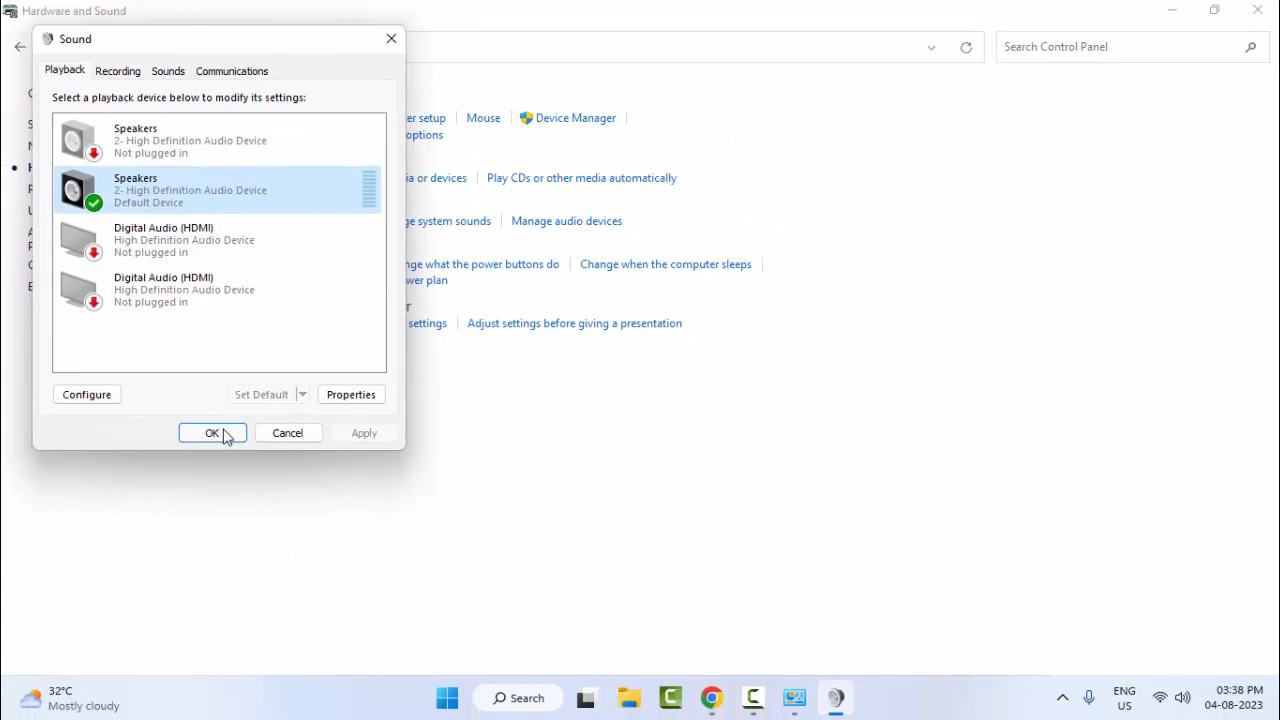 Hardware and Sound
Sound
Search Control Panel
Playback
Recording
Sounds
Communications
Select a playback device below to modify its settings:
Speakers
2- High Definition Audio Device
Not plugged in
Speakers
2- High Definition Audio Device
Default Device
Digital Audio (HDMI)
High Definition Audio Device
Not plugged in
Digital Audio (HDMI)
High Definition Audio Device
Not plugged in
Configure
Set Default
Properties
OK
Cancel
Apply
er setup
Mouse
Device Manager
options
ia or devices
Play CDs or other media automatically
ge system sounds
Manage audio devices
nge what the power buttons do
Change when the computer sleeps
wer plan
r
settings
Adjust settings before giving a presentation
32°C
Mostly cloudy
Search
ENG
US
03:38 PM
04-08-2023